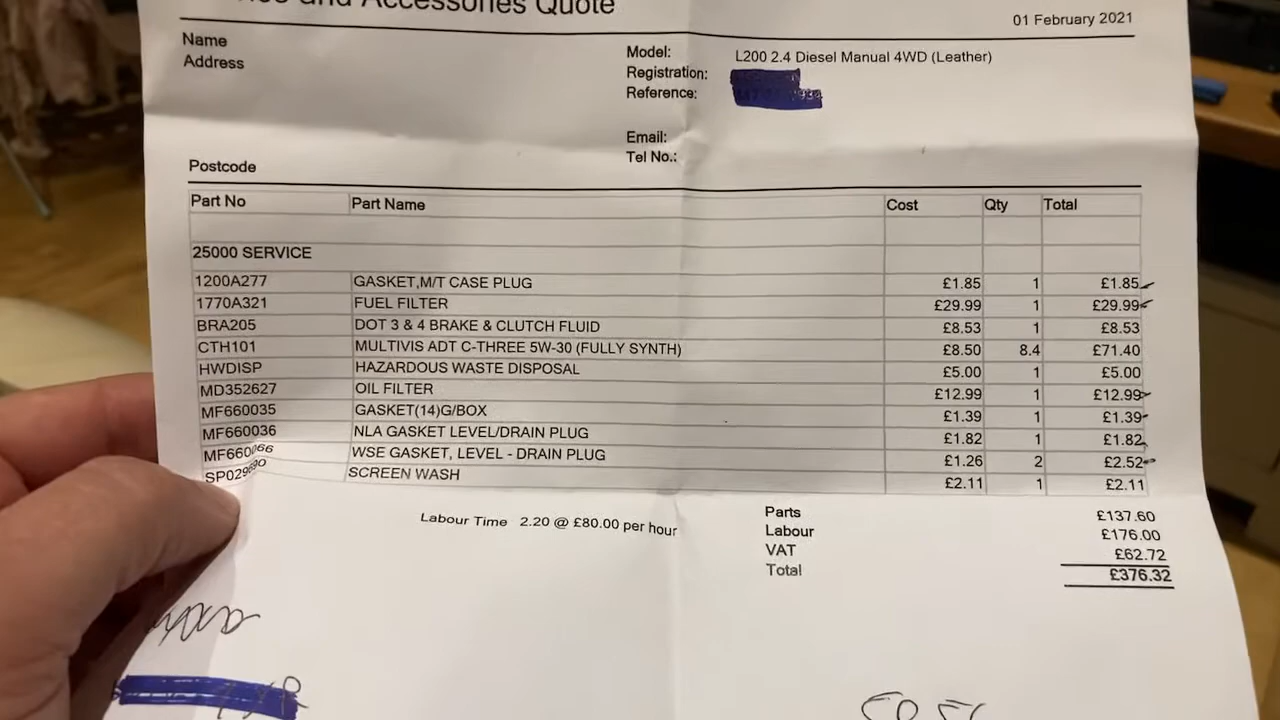 and Accessories Quote
01 February 2021
Name
Address
Model: L200 2.4 Diesel Manual 4WD (Leather)
Registration:
Reference:
Email:
Tel No.:
Postcode
Part No Part Name Cost Qty Total
25000 SERVICE
1200A277 GASKET,M/T CASE PLUG £1.85 1 £1.85
1770A321 FUEL FILTER £29.99 1 £29.99
BRA205 DOT 3 & 4 BRAKE & CLUTCH FLUID £8.53 1 £8.53
CTH101 MULTIVIS ADT C-THREE 5W-30 (FULLY SYNTH) £8.50 8.4 £71.40
HWDISP HAZARDOUS WASTE DISPOSAL £5.00 1 £5.00
MD352627 OIL FILTER £12.99 1 £12.99
MF660035 GASKET(14)G/BOX £1.39 1 £1.39
MF660036 NLA GASKET LEVEL/DRAIN PLUG £1.82 1 £1.82
MF660066 WSE GASKET, LEVEL - DRAIN PLUG £1.26 2 £2.52
SCREEN WASH £2.11 1 £2.11
Labour Time 2.20 @ £80.00 per hour
Parts £137.60
Labour £176.00
VAT £62.72
Total £376.32